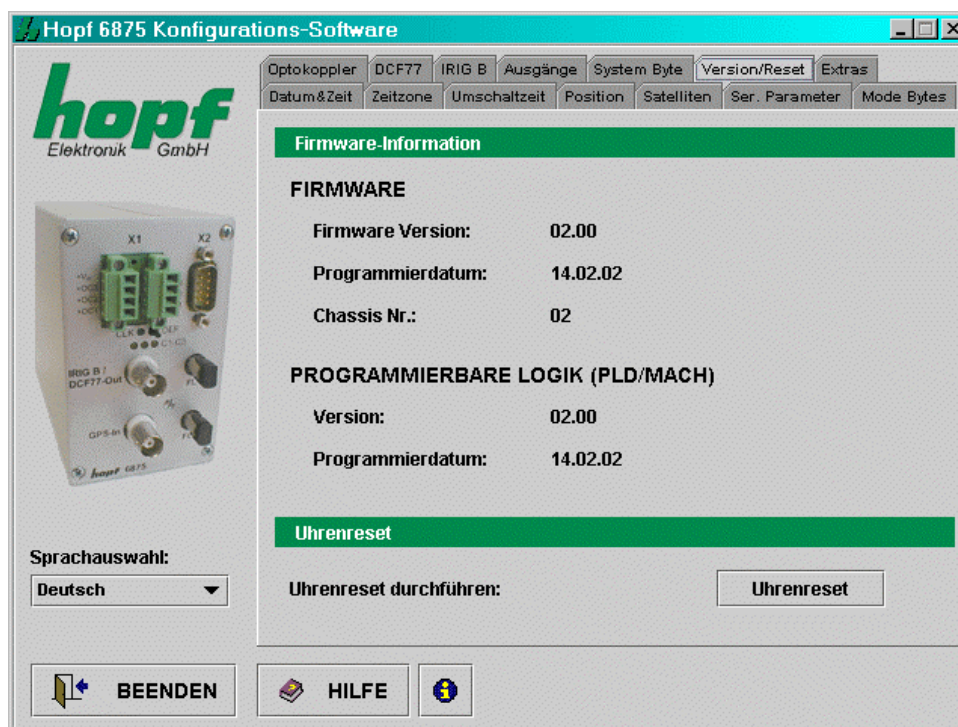 Hopf 6875 Konfigurations-Software
hopf
Elektronik GmbH
Optokoppler DCF77 IRIG B Ausgänge System Byte Version/Reset Extras
Datum&Zeit Zeitzone Umschaltzeit Position Satelliten Ser. Parameter Mode Bytes
Firmware-Information
FIRMWARE
Firmware Version: 02.00
Programmierdatum: 14.02.02
Chassis Nr.: 02
PROGRAMMIERBARE LOGIK (PLD/MACH)
Version: 02.00
Programmierdatum: 14.02.02
Uhrenreset
Uhrenreset durchführen: Uhrenreset
X1 X2
CLK
C1-C3
IRIG B /
DCF77-Out
GPS-In
hopf 6875
Sprachauswahl:
Deutsch
BEENDEN HILFE